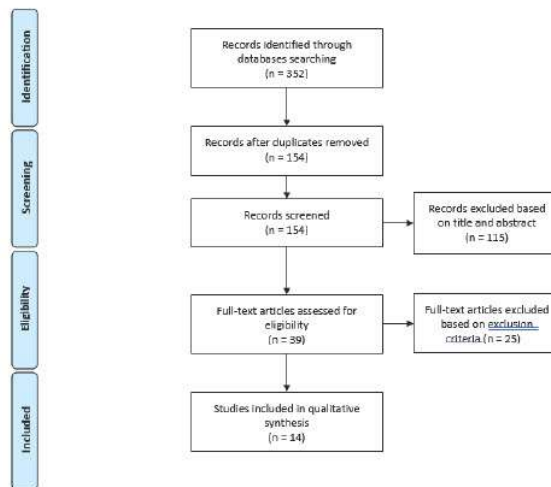 Identification
Records identified through
databases searching
(n = 352)
Screening
Records after duplicates removed
(n = 154)
Records screened
(n = 154)
Records excluded based
on title and abstract
(n = 115)
Eligibility
Full-text articles assessed for
eligibility
(n = 39)
Full-text articles excluded
based on exclusion
criteria.(n = 25)
Included
Studies included in qualitative
synthesis
(n = 14)